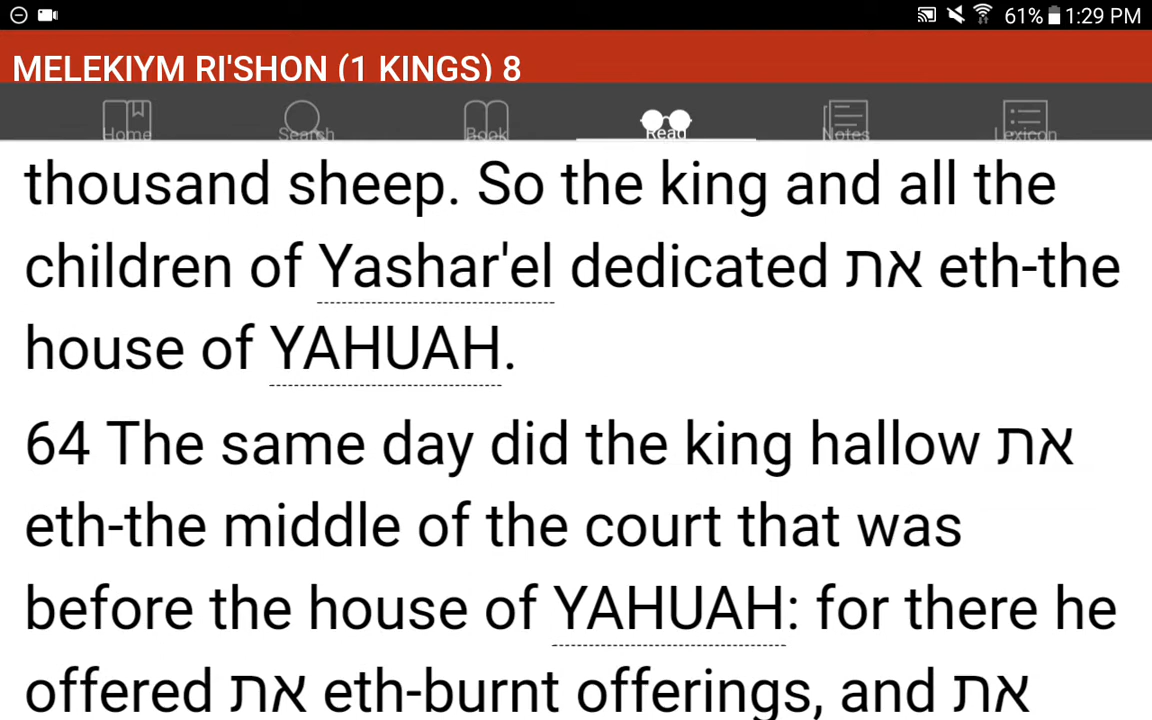 61% 1:29 PM
MELEKIYM RI'SHON (1 KINGS) 8
Home Search Book Read Notes Lexicon
thousand sheep. So the king and all the
children of Yashar'el dedicated את eth-the
house of YAHUAH.
64 The same day did the king hallow את
eth-the middle of the court that was
before the house of YAHUAH: for there he
offered את eth-burnt offerings, and את